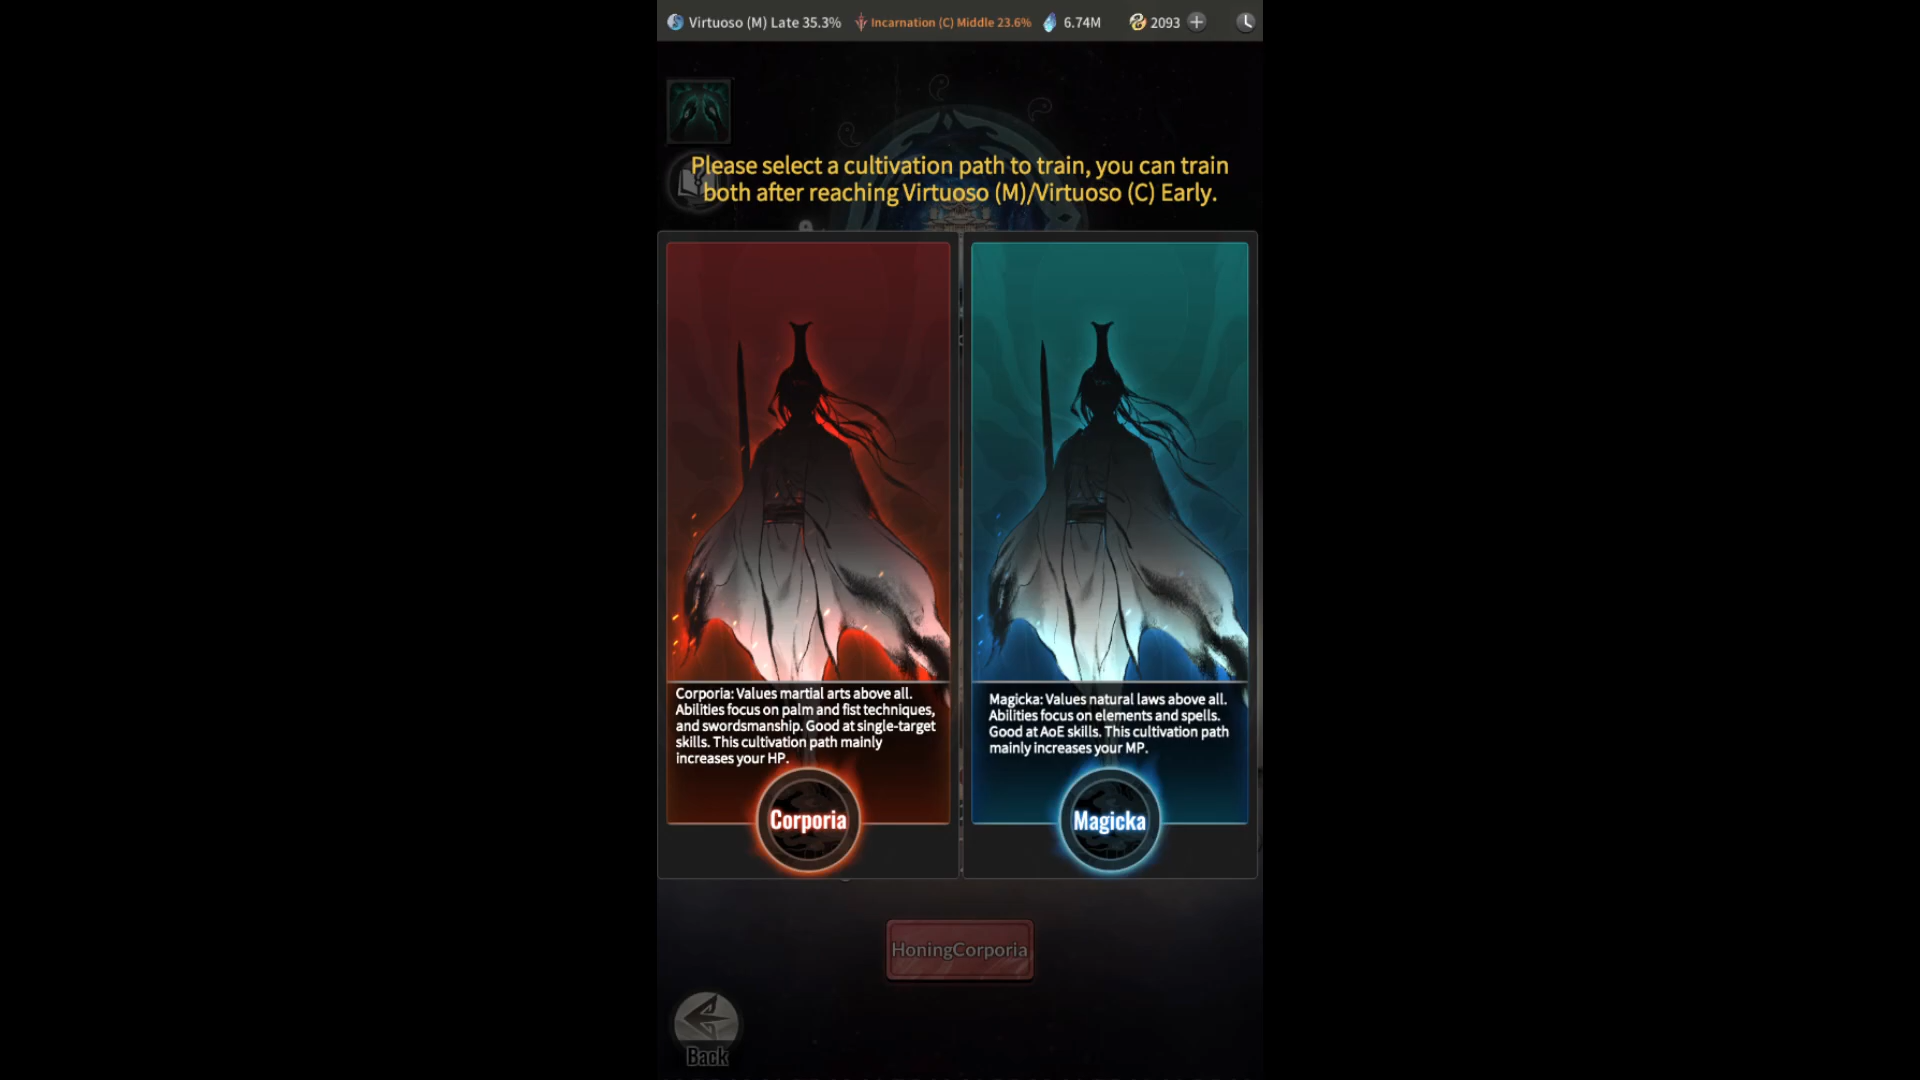 Virtuoso (M) Late 35.3% Incarnation (C) Middle 23.6% 6.74M 2093
Please select a cultivation path to train, you can train
both after reaching Virtuoso (M)/Virtuoso (C) Early.
Corporia: Values martial arts above all.
Abilities focus on palm and fist techniques,
and swordsmanship. Good at single-target
skills. This cultivation path mainly
increases your HP.
Corporia
Magicka: Values natural laws above all.
Abilities focus on elements and spells.
Good at AoE skills. This cultivation path
mainly increases your MP.
Magicka
HoningCorporia
Back